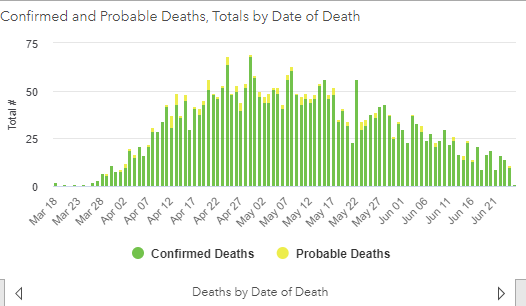 Confirmed and Probable Deaths, Totals by Date of Death
75
50
25
0
Total #
Mar 18
Mar 23
Mar 28
Apr 02
Apr 07
Apr 12
Apr 17
Apr 22
Apr 27
May 02
May 07
May 12
May 17
May 22
May 27
Jun 01
Jun 06
Jun 11
Jun 16
Jun 21
Confirmed Deaths Probable Deaths
Deaths by Date of Death